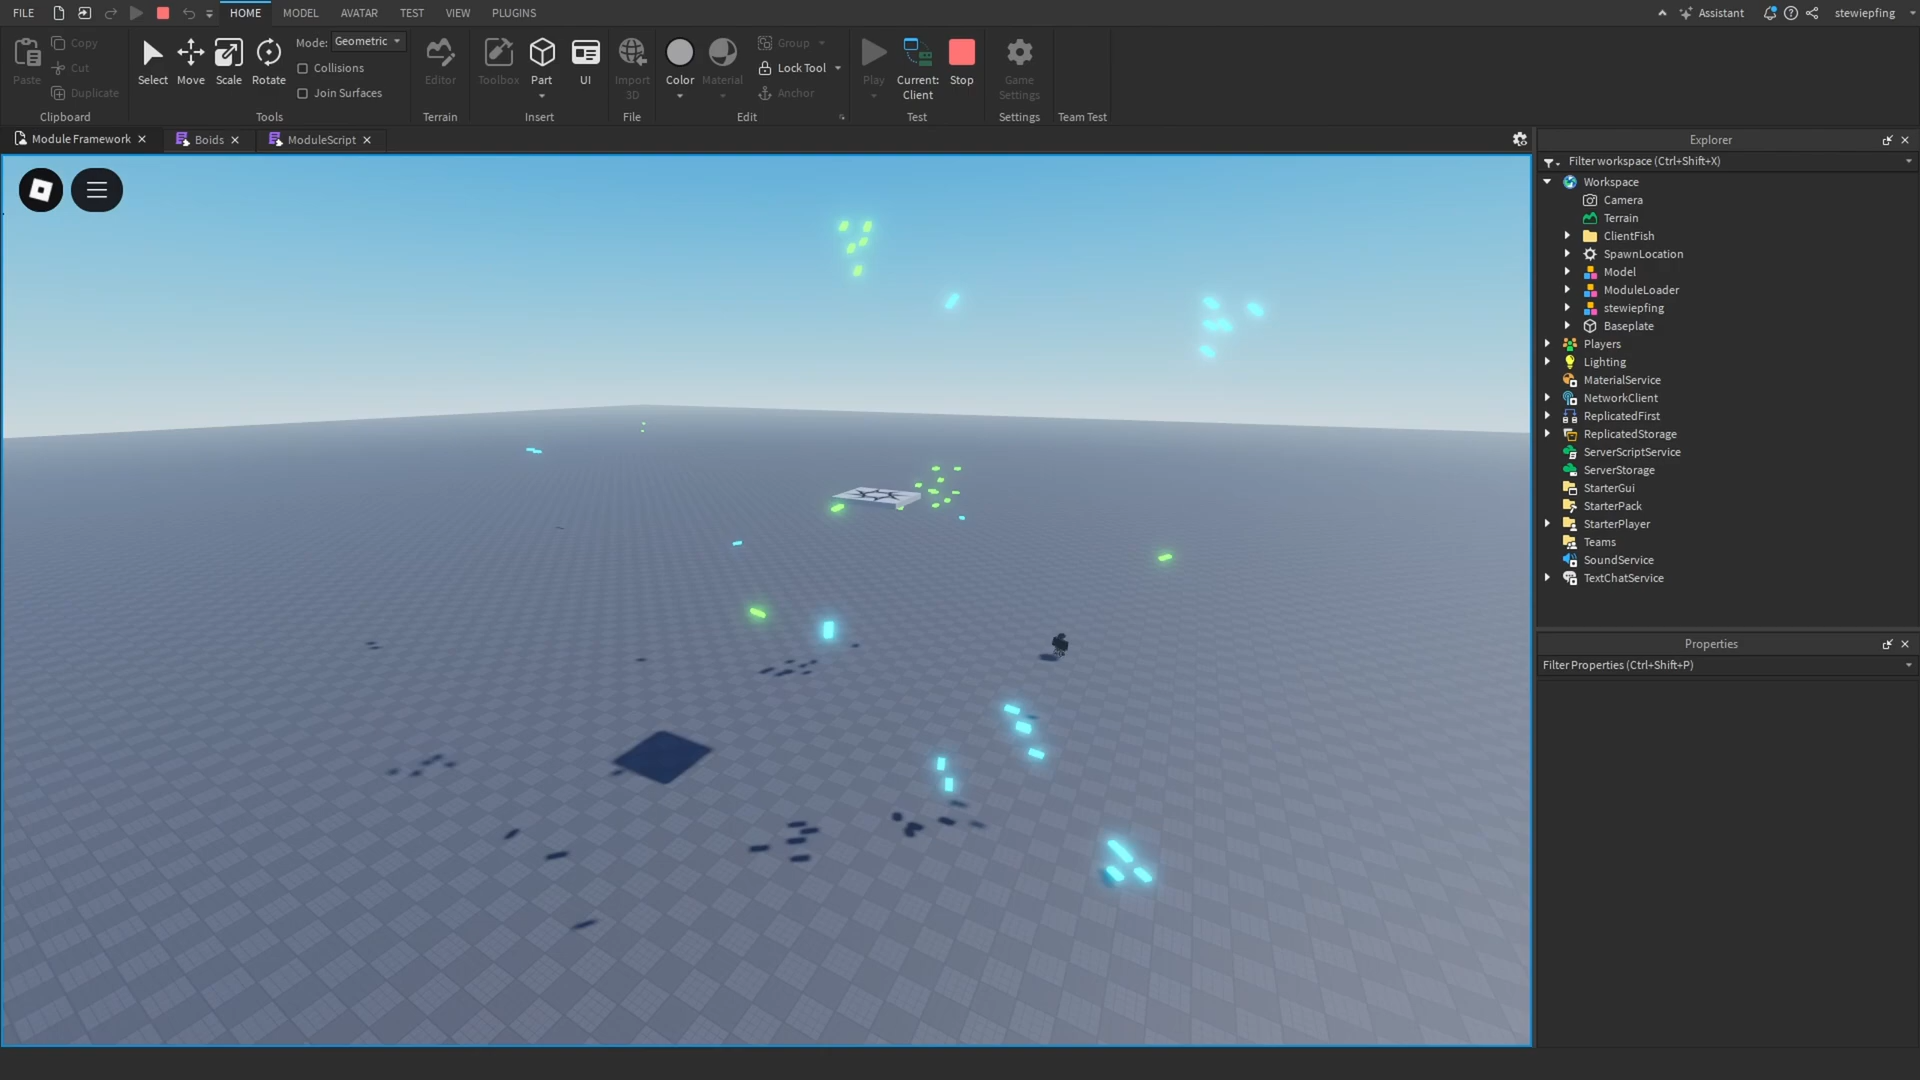 FILE
HOME
MODEL
AVATAR
TEST
VIEW
PLUGINS
Assistant
stewiepfing
Paste
Copy
Cut
Duplicate
Clipboard
Select
Move
Scale
Rotate
Mode: Geometric
Collisions
Join Surfaces
Tools
Editor
Terrain
Toolbox
Part
UI
Insert
Import
3D
File
Color
Material
Group
Lock Tool
Anchor
Edit
Play
Current:
Client
Stop
Test
Game
Settings
Settings
Team Test
Module Framework
Boids
ModuleScript
Explorer
Filter workspace (Ctrl+Shift+X)
Workspace
Camera
Terrain
ClientFish
SpawnLocation
Model
ModuleLoader
stewiepfing
Baseplate
Players
Lighting
MaterialService
NetworkClient
ReplicatedFirst
ReplicatedStorage
ServerScriptService
ServerStorage
StarterGui
StarterPack
StarterPlayer
Teams
SoundService
TextChatService
Properties
Filter Properties (Ctrl+Shift+P)